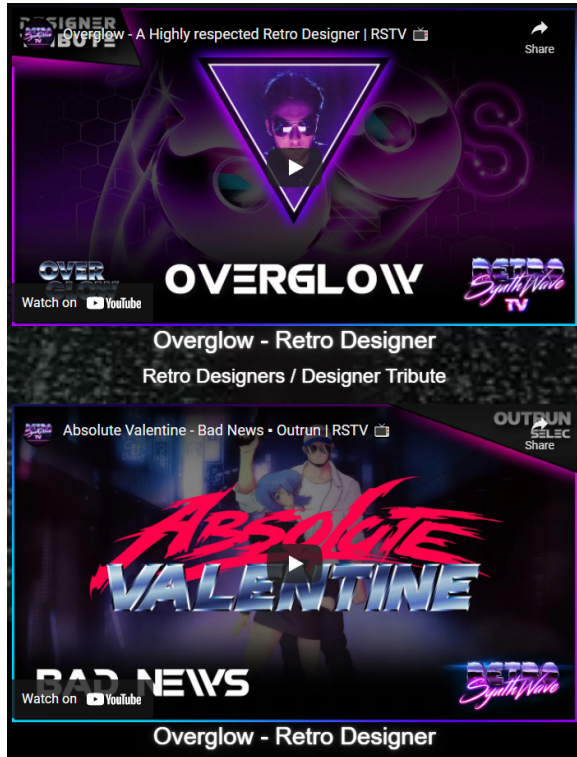 DESIGNER
TRIBUTE
Overglow - A Highly respected Retro Designer | RSTV 📺
Share
OVER
GLOW
OVERGLOW
RETRO
SynthWave
TV
Watch on YouTube
Overglow - Retro Designer
Retro Designers / Designer Tribute
Absolute Valentine - Bad News ▪ Outrun | RSTV 📺
OUTRUN
SELEC
Share
ABSOLUTE
VALENTINE
BAD NEWS
RETRO
SynthWave
Watch on YouTube
Overglow - Retro Designer